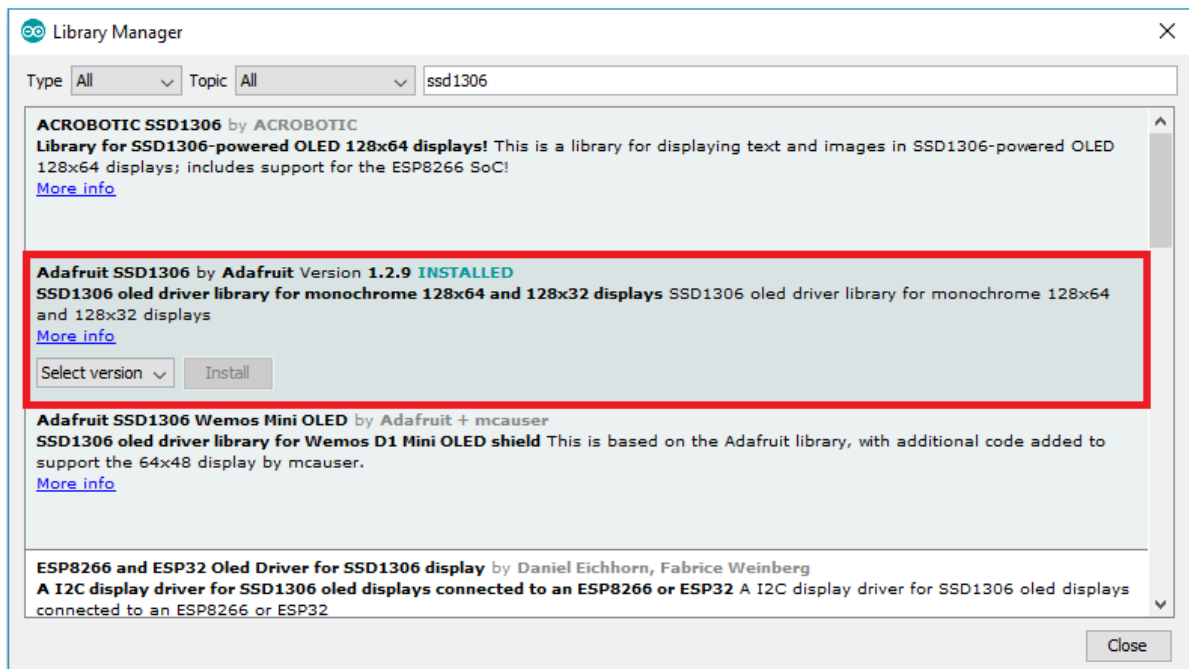 Library Manager
Type All Topic All ssd1306
ACROBOTIC SSD1306 by ACROBOTIC
Library for SSD1306-powered OLED 128x64 displays! This is a library for displaying text and images in SSD1306-powered OLED
128x64 displays; includes support for the ESP8266 SoC!
More info
Adafruit SSD1306 by Adafruit Version 1.2.9 INSTALLED
SSD1306 oled driver library for monochrome 128x64 and 128x32 displays SSD1306 oled driver library for monochrome 128x64
and 128x32 displays
More info
Select version Install
Adafruit SSD1306 Wemos Mini OLED by Adafruit + mcauser
SSD1306 oled driver library for Wemos D1 Mini OLED shield This is based on the Adafruit library, with additional code added to
support the 64x48 display by mcauser.
More info
ESP8266 and ESP32 Oled Driver for SSD1306 display by Daniel Eichhorn, Fabrice Weinberg
A I2C display driver for SSD1306 oled displays connected to an ESP8266 or ESP32 A I2C display driver for SSD1306 oled displays
connected to an ESP8266 or ESP32
Close